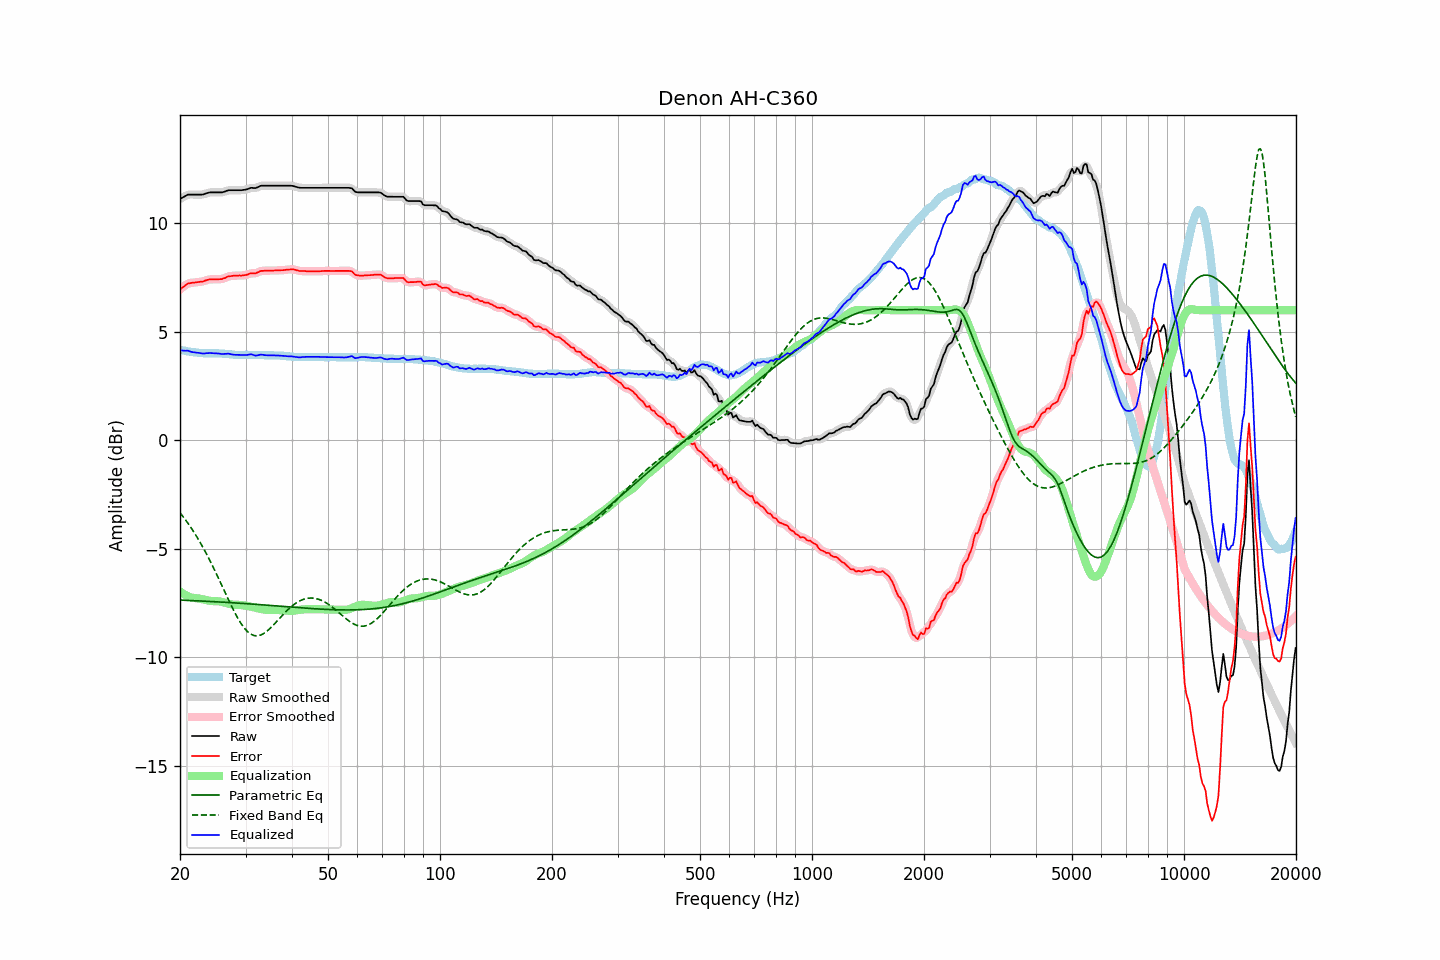 Denon AH-C360
Amplitude (dBr)
10
5
0
−5
−10
−15
Target
Raw Smoothed
Error Smoothed
Raw
Error
Equalization
Parametric Eq
Fixed Band Eq
Equalized
20 50 100 200 500 1000 2000 5000 10000 20000
Frequency (Hz)